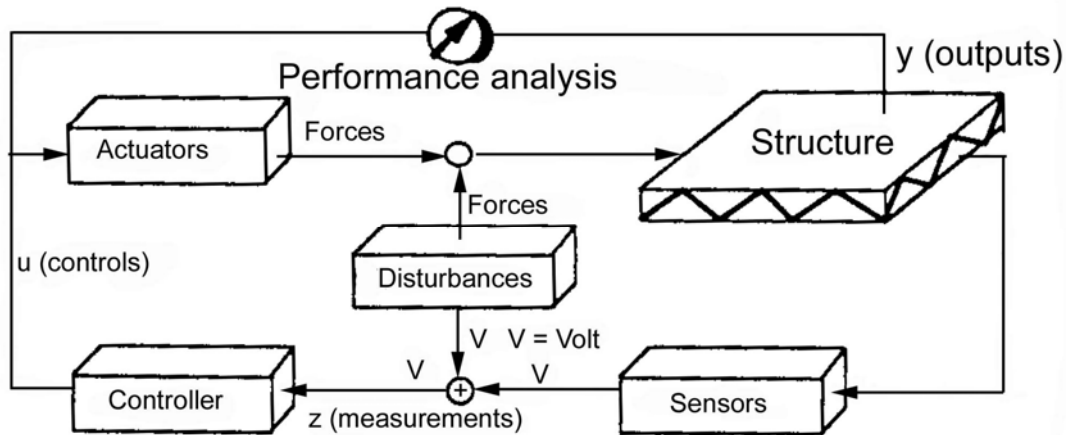 Performance analysis
y (outputs)
Actuators
Forces
Structure
Forces
u (controls)
Disturbances
V V = Volt
V
V
+
Controller
z (measurements)
Sensors